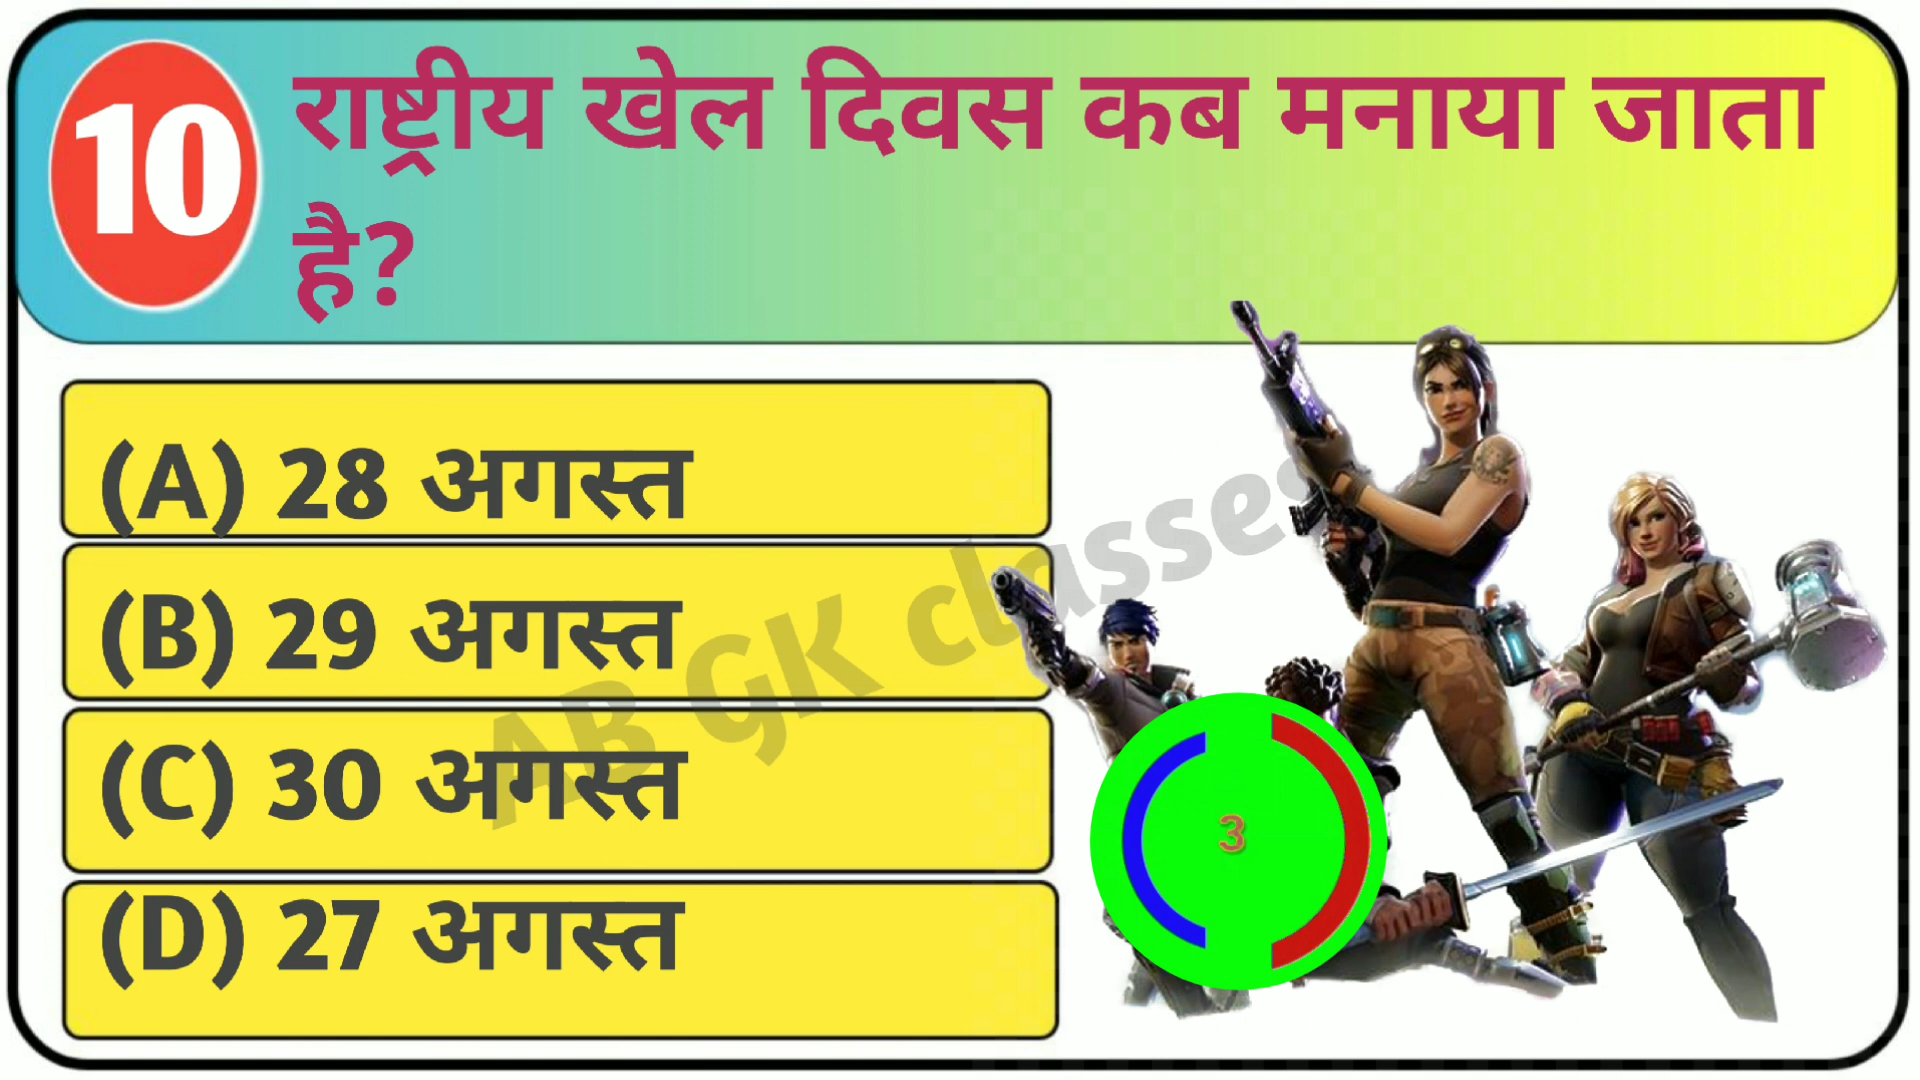 10
राष्ट्रीय खेल दिवस कब मनाया जाता
है?
(A) 28 अगस्त
(B) 29 अगस्त
(C) 30 अगस्त
(D) 27 अगस्त
AB GK classes
3